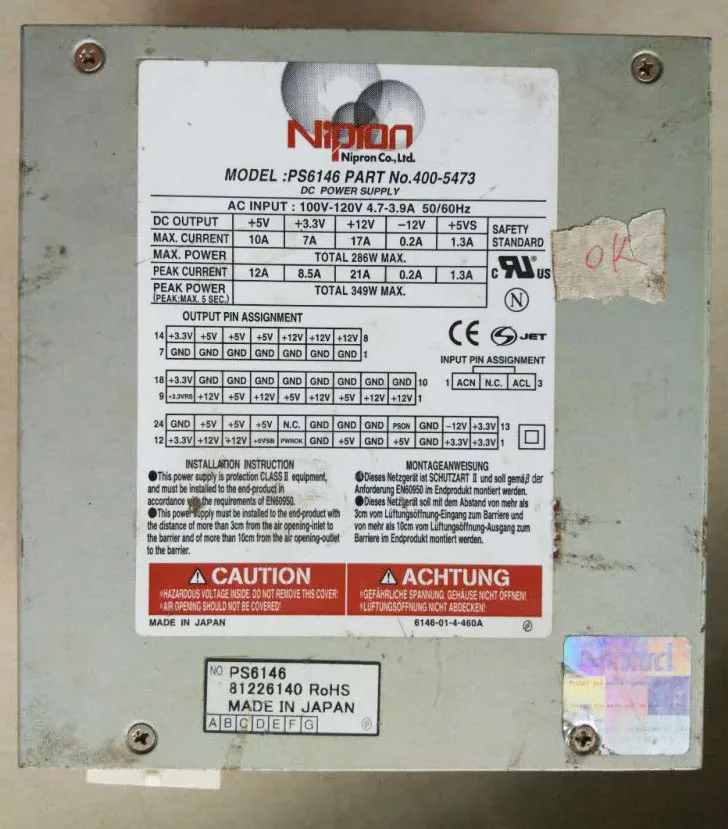 Nipron
Nipron Co., Ltd.
MODEL :PS6146 PART No.400-5473
DC POWER SUPPLY
AC INPUT : 100V-120V 4.7-3.9A 50/60Hz
DC OUTPUT +5V +3.3V +12V −12V +5VS
MAX. CURRENT 10A 7A 17A 0.2A 1.3A
MAX. POWER TOTAL 286W MAX.
PEAK CURRENT 12A 8.5A 21A 0.2A 1.3A
PEAK POWER TOTAL 349W MAX.
(PEAK:MAX. 5 SEC.)
SAFETY
STANDARD
c RU ® US
N
OK
OUTPUT PIN ASSIGNMENT
14 +3.3V +5V +5V +5V +12V +12V +12V 8
7 GND GND GND GND GND GND GND 1
CE S JET
INPUT PIN ASSIGNMENT
1 ACN N.C. ACL 3
18 +3.3V GND GND GND GND GND GND GND GND 10
9 +3.3VRS +12V +5V +12V +5V +12V +5V +12V +12V 1
24 GND +5V +5V +5V N.C. GND GND GND PSON GND −12V +3.3V 13
12 +3.3V +12V +12V +5VSB PWROK GND +5V GND +5V GND +3.3V +3.3V 1
INSTALLATION INSTRUCTION
●This power supply is protection CLASS II equipment,
and must be installed to the end-product in
accordance with the requirements of EN60950.
●This power supply must be installed to the end-product with
the distance of more than 3cm from the air opening-inlet to
the barrier and of more than 10cm from the air opening-outlet
to the barrier.
MONTAGEANWEISUNG
●Dieses Netzgerät ist SCHUTZART II und soll gemäß der
Anforderung EN60950 im Endprodukt montiert werden.
●Dieses Netzgerät soll mit dem Abstand von mehr als
3cm vom Lüftungsöffnung-Eingang zum Barriere und
von mehr als 10cm vom Lüftungsöffnung-Ausgang zum
Barriere im Endprodukt montiert werden.
CAUTION
※HAZARDOUS VOLTAGE INSIDE. DO NOT REMOVE THIS COVER!
※AIR OPENING SHOULD NOT BE COVERED!
ACHTUNG
※GEFÄHRLICHE SPANNUNG. GEHÄUSE NICHT ÖFFNEN!
※LÜFTUNGSÖFFNUNG NICHT ABDECKEN!
MADE IN JAPAN 6146-01-4-460A
NO. PS6146
81226140 RoHS
MADE IN JAPAN
A B C D E F G